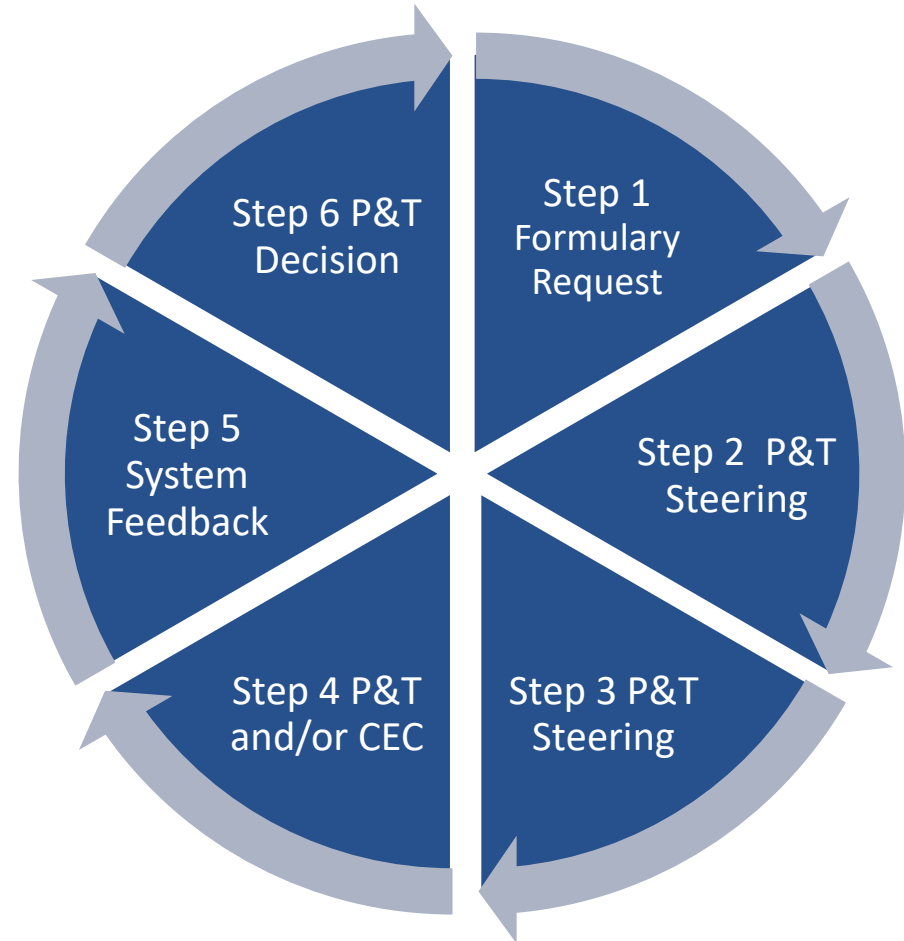 Step 1
Formulary
Request
Step 2  P&T
Steering
Step 3 P&T
Steering
Step 4 P&T
and/or CEC
Step 5
System
Feedback
Step 6 P&T
Decision